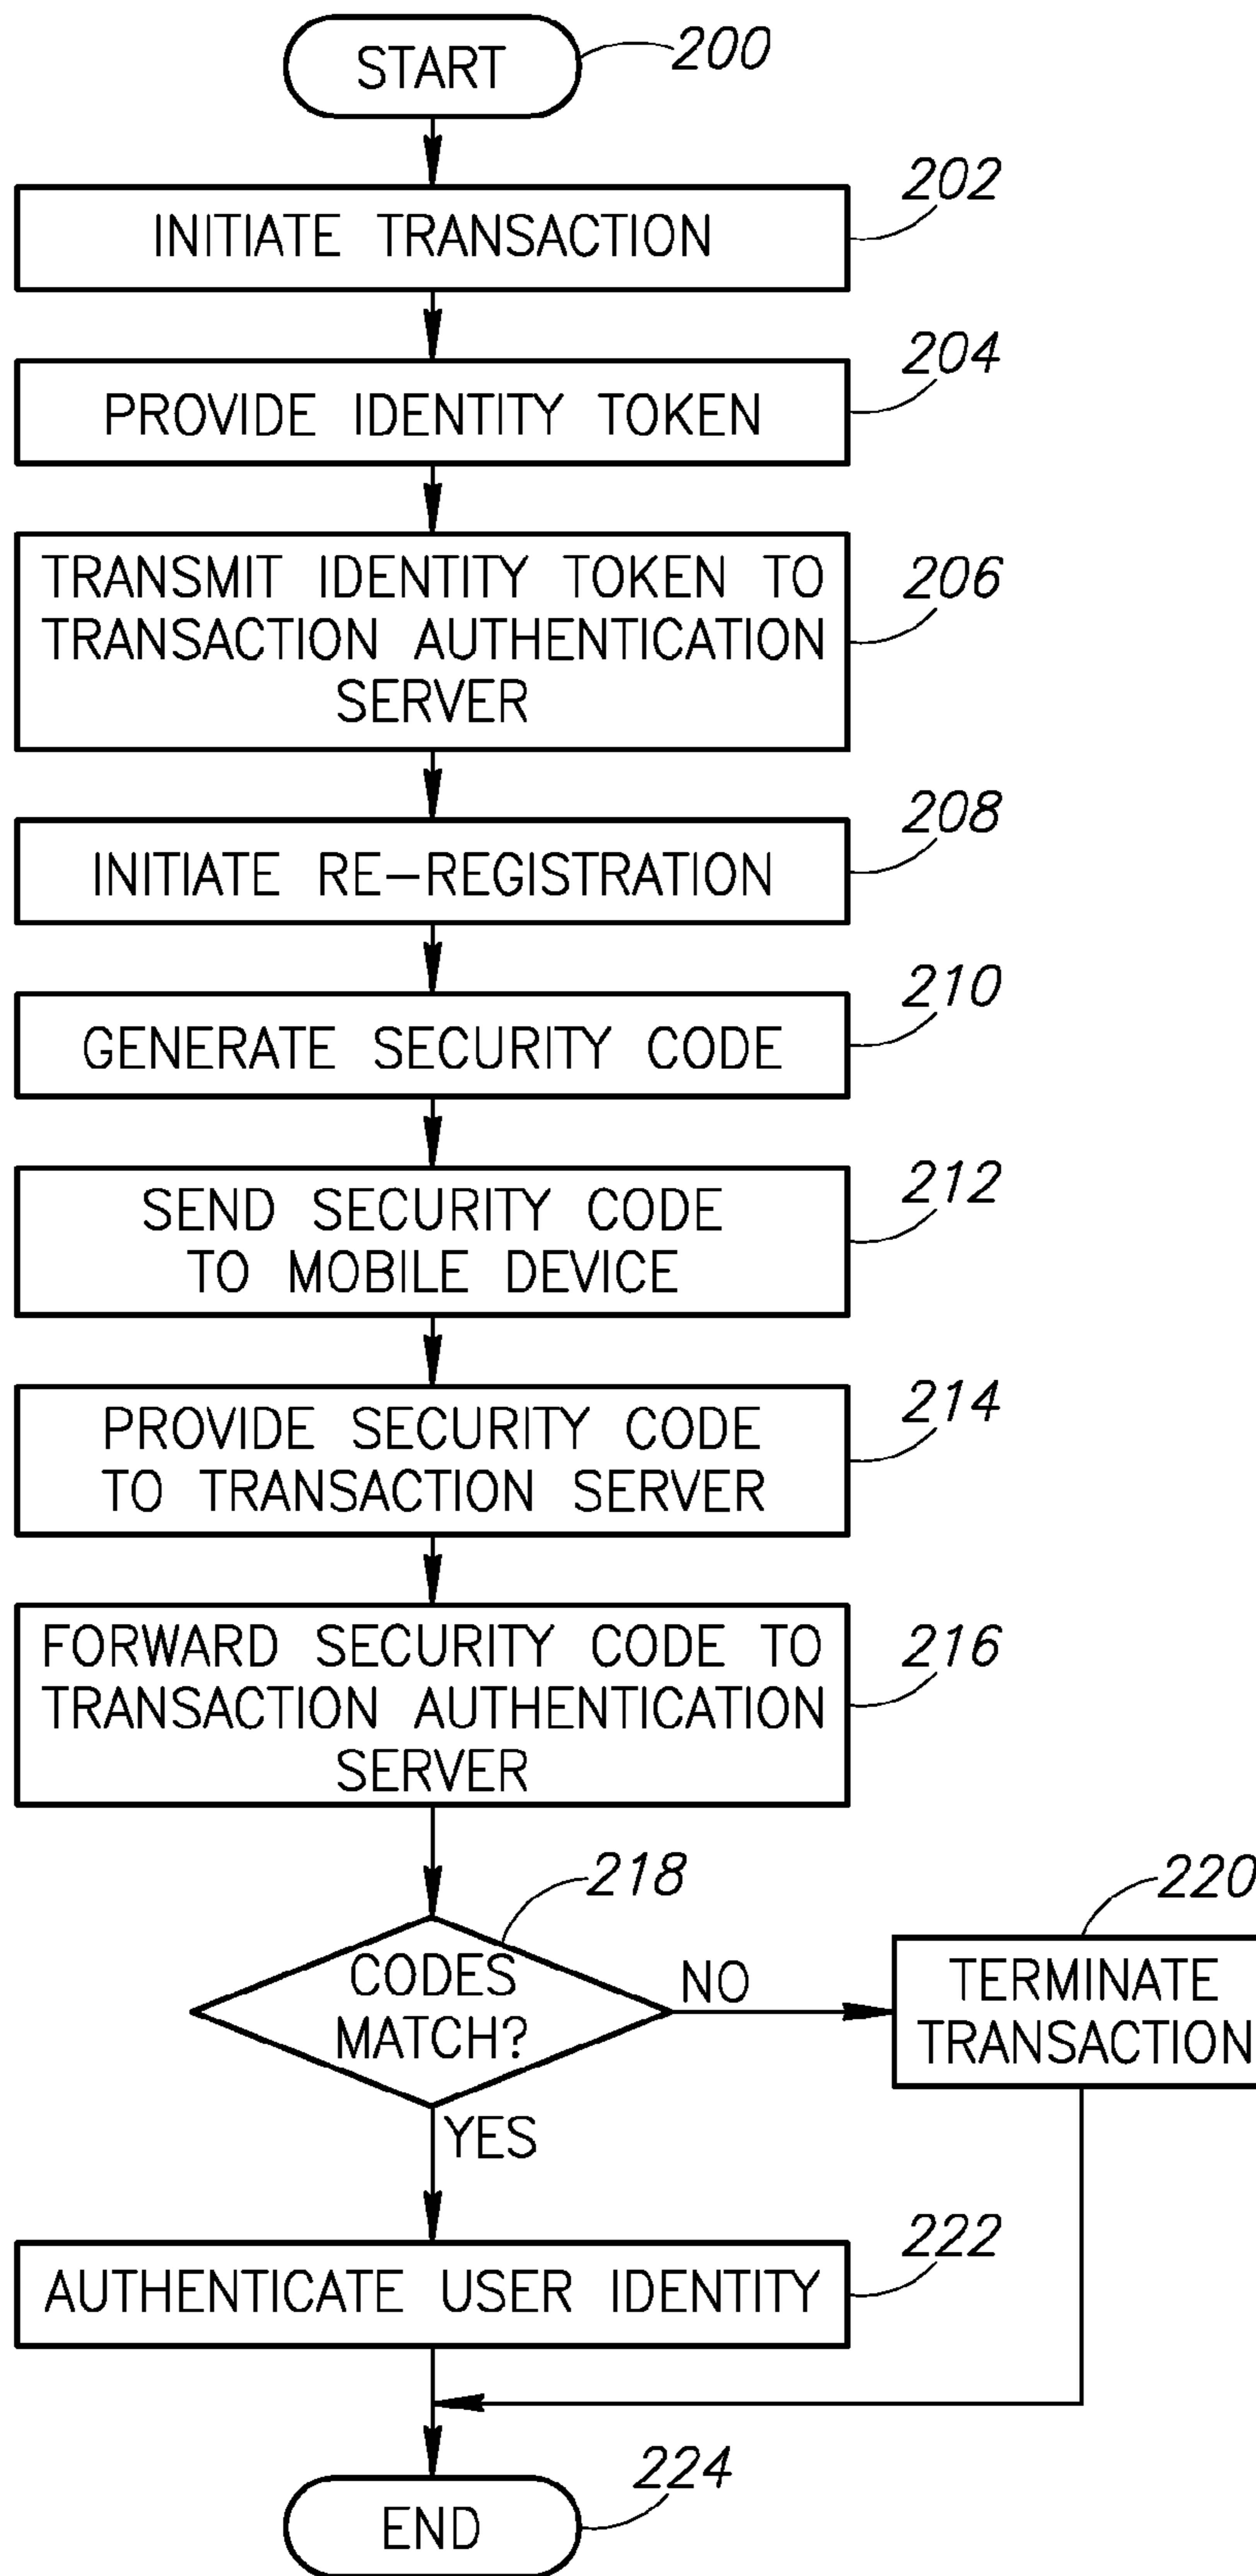 START
200
INITIATE TRANSACTION
202
PROVIDE IDENTITY TOKEN
204
TRANSMIT IDENTITY TOKEN TO
TRANSACTION AUTHENTICATION
SERVER
206
INITIATE RE-REGISTRATION
208
GENERATE SECURITY CODE
210
SEND SECURITY CODE
TO MOBILE DEVICE
212
PROVIDE SECURITY CODE
TO TRANSACTION SERVER
214
FORWARD SECURITY CODE TO
TRANSACTION AUTHENTICATION
SERVER
216
CODES
MATCH?
218
NO
TERMINATE
TRANSACTION
220
YES
AUTHENTICATE USER IDENTITY
222
END
224